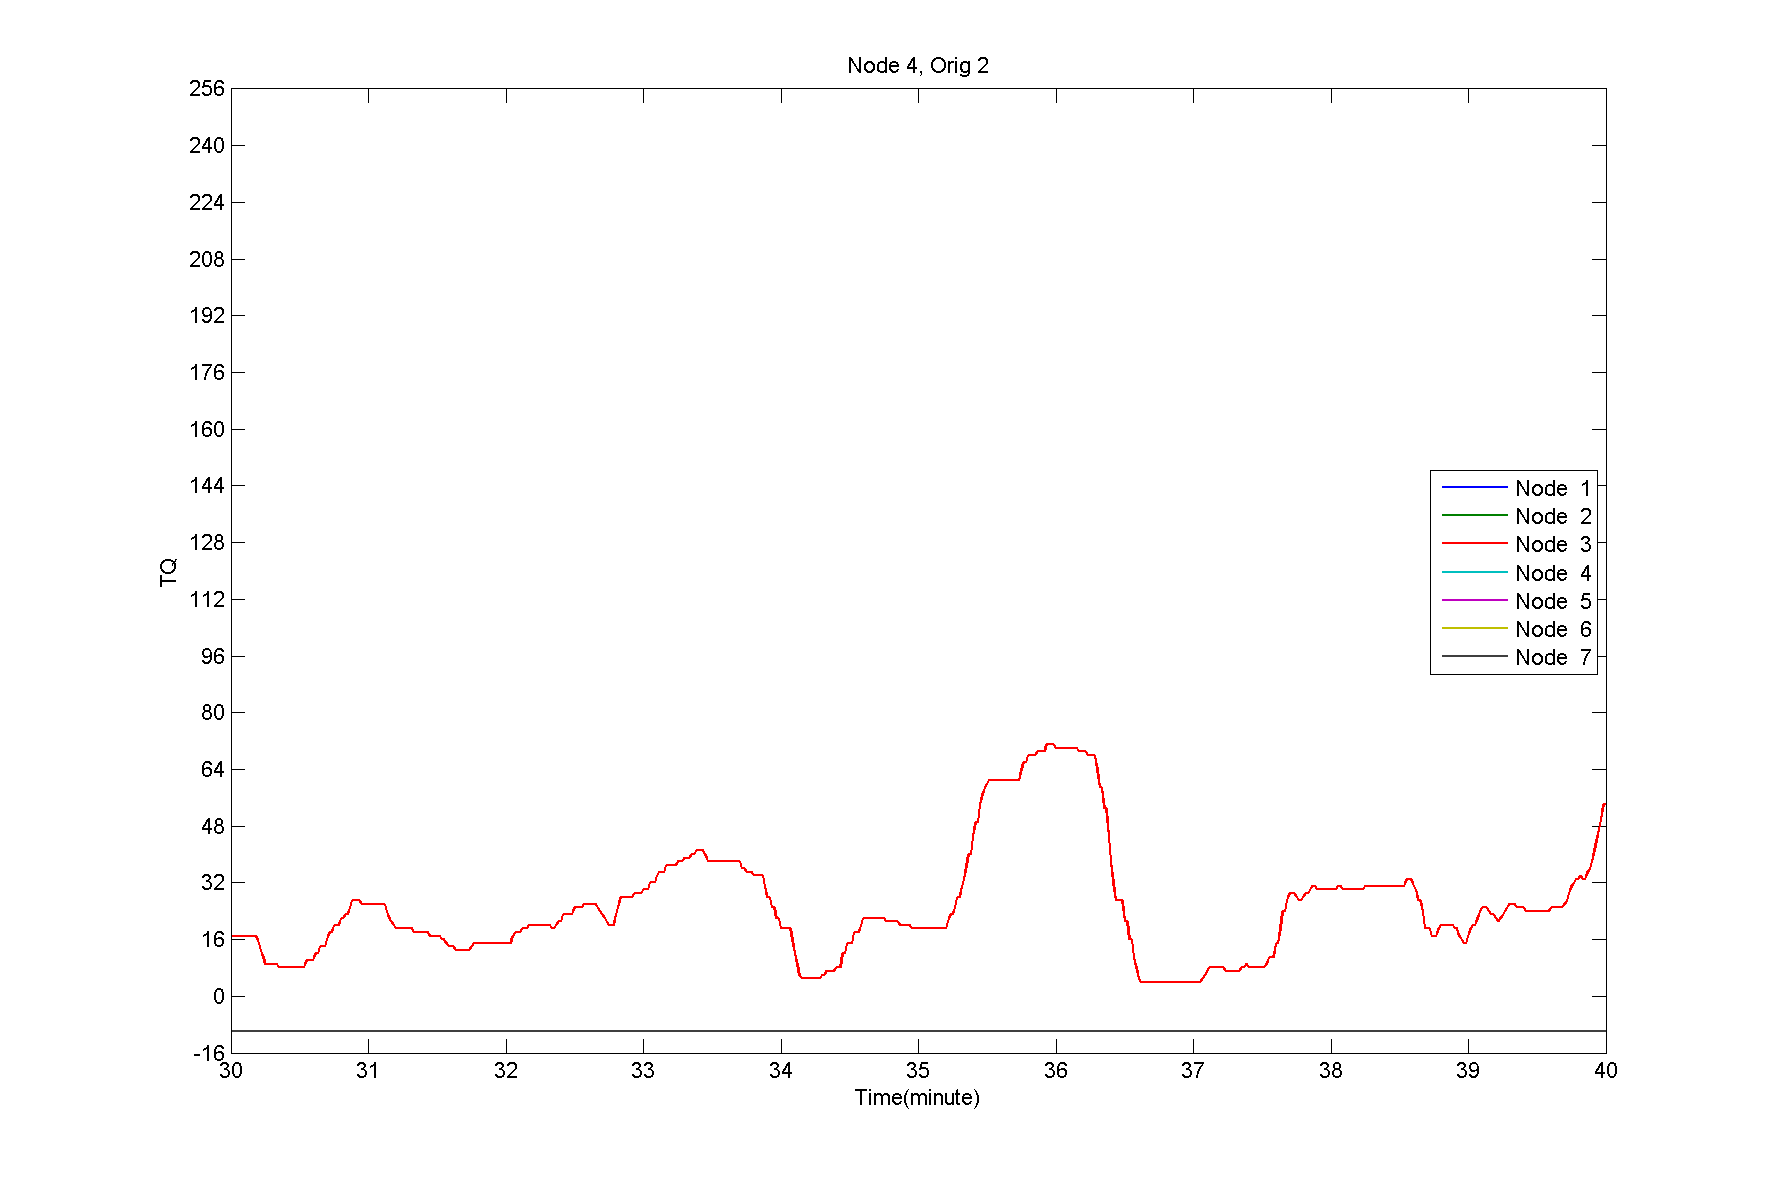 Node 4, Orig 2
256
240
224
208
192
176
160
144
128
112
96
80
64
48
32
16
0
-16
TQ
Node 1
Node 2
Node 3
Node 4
Node 5
Node 6
Node 7
30 31 32 33 34 35 36 37 38 39 40
Time(minute)